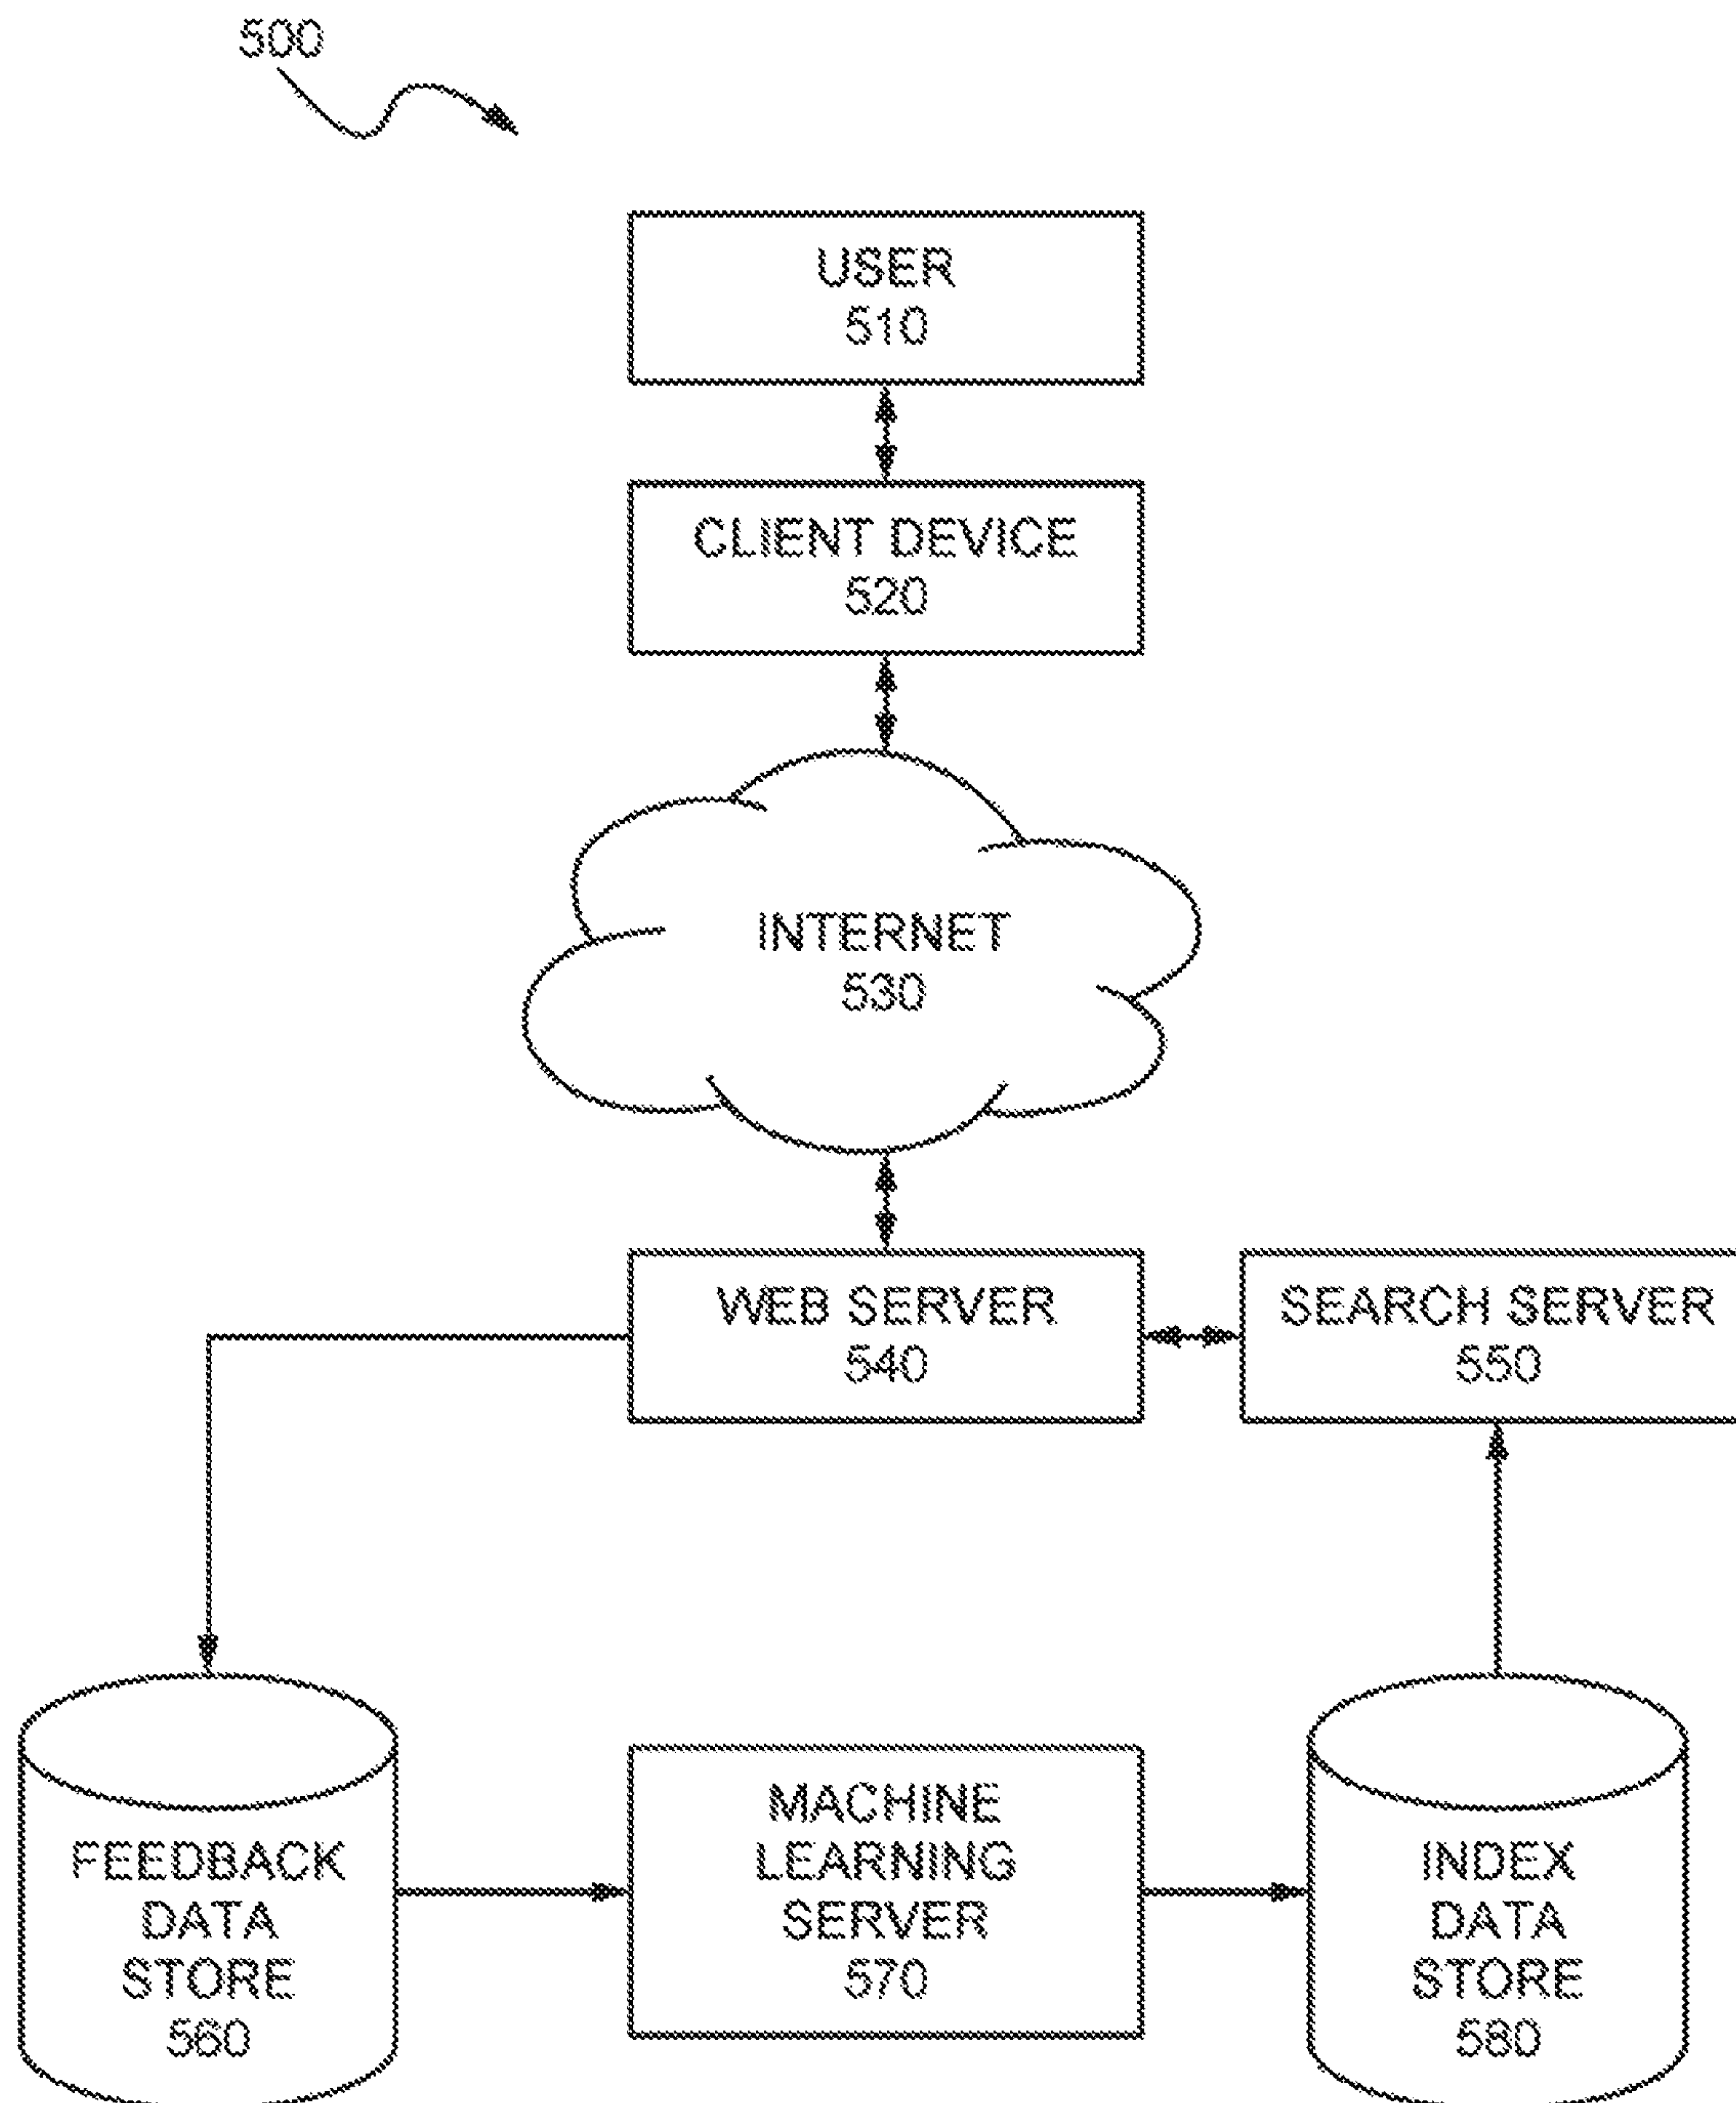 500
USER
510
CLIENT DEVICE
520
INTERNET
530
WEB SERVER
540
SEARCH SERVER
550
FEEDBACK
DATA
STORE
560
MACHINE
LEARNING
SERVER
570
INDEX
DATA
STORE
580